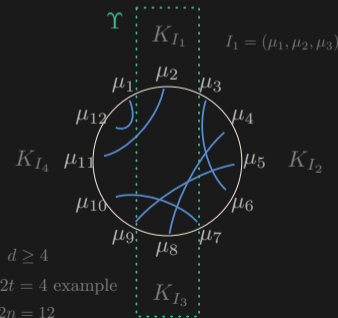 Υ
K_{I_1}
I_1 = (μ_1, μ_2, μ_3)
μ_1 μ_2 μ_3
μ_12 μ_4
K_{I_4} μ_11 μ_5 K_{I_2}
μ_10 μ_6
μ_9 μ_8 μ_7
d ≥ 4
2t = 4 example
2n = 12
K_{I_3}